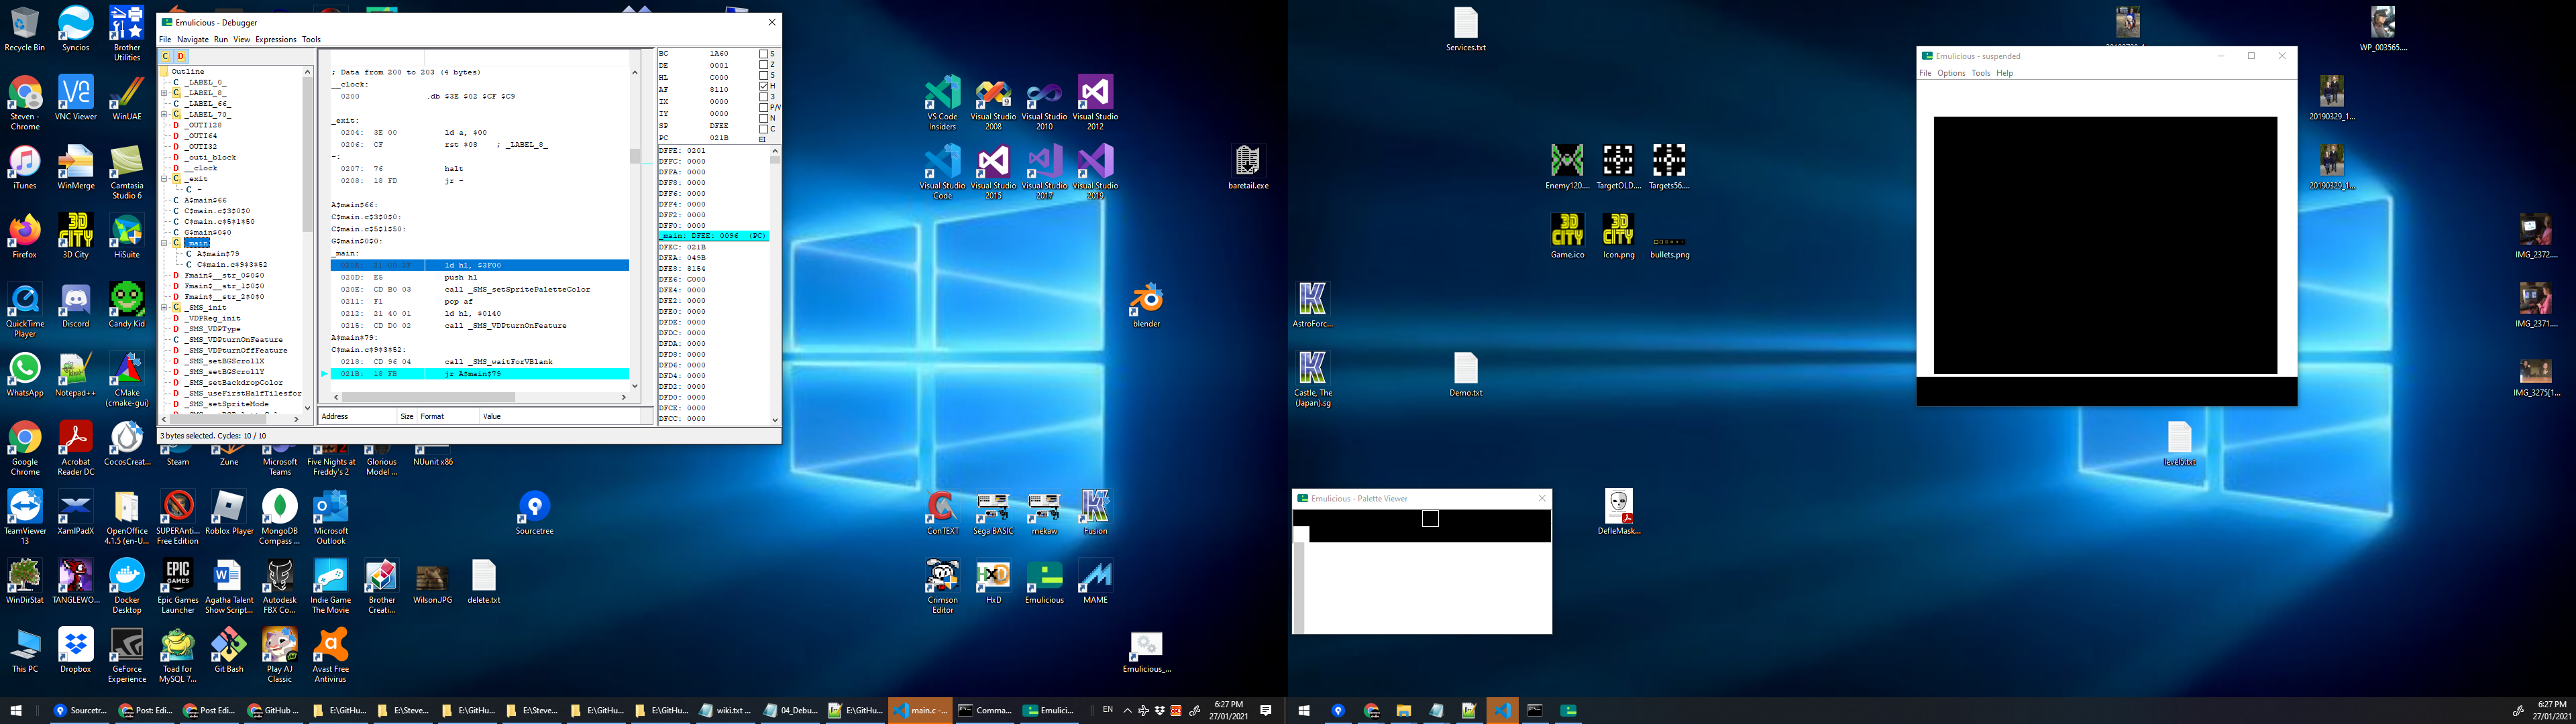 Recycle Bin
Syncios
Brother Utilities
Steven - Chrome
VNC Viewer
WinUAE
iTunes
WinMerge
Camtasia Studio 6
Firefox
3D City
HiSuite
QuickTime Player
Discord
Candy Kid
WhatsApp
Notepad++
CMake (cmake-gui)
Google Chrome
Acrobat Reader DC
CocosCreat...
Steam
Zune
Microsoft Teams
Five Nights at Freddy's 2
Glorious Model ...
NUnit x86
TeamViewer 13
XamlPadX
OpenOffice 4.1.5 (en-U...
SUPERAnti... Free Edition
Roblox Player
MongoDB Compass ...
Microsoft Outlook
Sourcetree
WinDirStat
TANGLEWO...
Docker Desktop
Epic Games Launcher
Agatha Talent Show Script...
Autodesk FBX Co...
Indie Game The Movie
Brother Creati...
Wilson.JPG
delete.txt
This PC
Dropbox
GeForce Experience
Toad for MySQL 7...
Git Bash
Play AJ Classic
Avast Free Antivirus
Emulicious - Debugger
File Navigate Run View Expressions Tools
C D
Outline
C _LABEL_0_
C _LABEL_8_
C _LABEL_66_
C _LABEL_70_
D _OUTI128
D _OUTI64
D _OUTI32
D _outi_block
D __clock
C _exit
C -
C A$main$66
C C$main.c$3$0$0
C C$main.c$5$1$50
C G$main$0$0
C _main
C A$main$79
C C$main.c$9$3$52
D Fmain$__str_0$0$0
D Fmain$__str_1$0$0
D Fmain$__str_2$0$0
C _SMS_init
D _VDPReg_init
D _SMS_VDPType
C _SMS_VDPturnOnFeature
D _SMS_VDPturnOffFeature
D _SMS_setBGScrollX
D _SMS_setBGScrollY
D _SMS_setBackdropColor
D _SMS_useFirstHalfTilesfor
D _SMS_setSpriteMode
; Data from 200 to 203 (4 bytes)
__clock:
0200 .db $3E $02 $CF $C9
_exit:
0204: 3E 00 ld a, $00
0206: CF rst $08 ; _LABEL_8_
-:
0207: 76 halt
0208: 18 FD jr -
A$main$66:
C$main.c$3$0$0:
C$main.c$5$1$50:
G$main$0$0:
_main:
ld hl, $3F00
020D: E5 push hl
020E: CD B0 03 call _SMS_setSpritePaletteColor
0211: F1 pop af
0212: 21 40 01 ld hl, $0140
0215: CD D0 02 call _SMS_VDPturnOnFeature
A$main$79:
C$main.c$9$3$52:
0218: CD 96 04 call _SMS_waitForVBlank
021B: 18 FB jr A$main$79
Address Size Format Value
3 bytes selected. Cycles: 10 / 10
BC 1A60 S
DE 0001 Z
HL C000 5
AF 8110 H
IX 0000 3
IY 0000 P/V
SP DFEE N
PC 021B C
EI
DFFE: 0201
DFFC: 0000
DFFA: 0000
DFF8: 0000
DFF6: 0000
DFF4: 0000
DFF2: 0000
DFF0: 0000
_main: DFEE: 0096 (PC)
DFEC: 021B
DFEA: 049B
DFE8: 8154
DFE6: C000
DFE4: 0000
DFE2: 0000
DFE0: 0000
DFDE: 0000
DFDC: 0000
DFDA: 0000
DFD8: 0000
DFD6: 0000
DFD4: 0000
DFD2: 0000
DFD0: 0000
DFCE: 0000
DFCC: 0000
VS Code Insiders
Visual Studio 2008
Visual Studio 2010
Visual Studio 2012
Visual Studio Code
Visual Studio 2015
Visual Studio 2017
Visual Studio 2019
baretail.exe
blender
ConTEXT
Sega BASIC
mekaw
Fusion
Crimson Editor
HxD
Emulicious
MAME
Emulicious_...
Services.txt
Enemy120....
TargetOLD....
Targets56....
3D CITY
Game.ico
3D CITY
Icon.png
bullets.png
AstroForc...
Castle, The (Japan).sg
Demo.txt
Emulicious - suspended
File Options Tools Help
WP_003565....
20190329_1...
20190329_1...
IMG_2372....
IMG_2371....
IMG_3275[1...
level5.txt
Emulicious - Palette Viewer
DefleMask...
Sourcetr...
Post: Edi...
Post Edi...
GitHub ...
E:\GitHu...
E:\Steve...
E:\GitHu...
E:\Steve...
E:\GitHu...
E:\GitHu...
wiki.txt ...
04_Debu...
E:\GitHu...
main.c -...
Comma...
Emulici...
EN
6:27 PM
27/01/2021
6:27 PM
27/01/2021